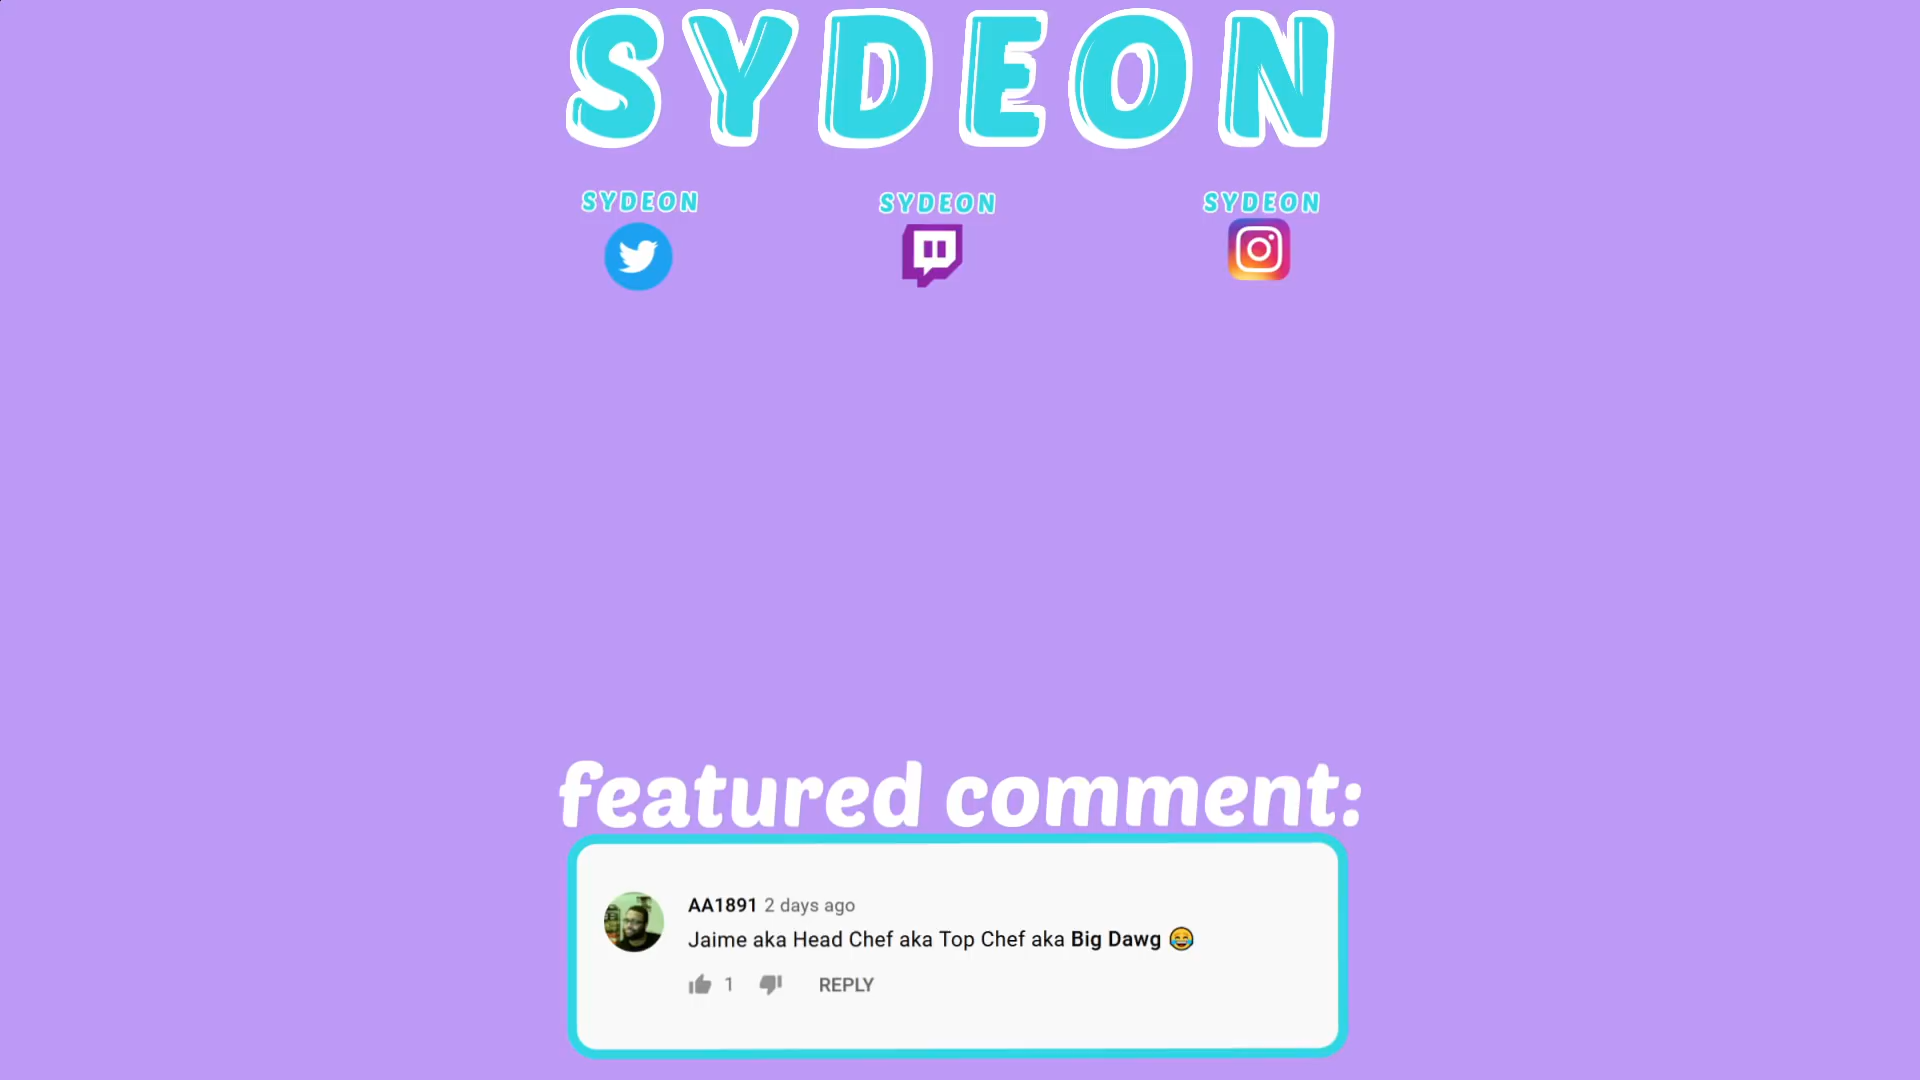 SYDEON
SYDEON SYDEON SYDEON
featured comment:
AA1891 2 days ago
Jaime aka Head Chef aka Top Chef aka Big Dawg 😂
1 REPLY